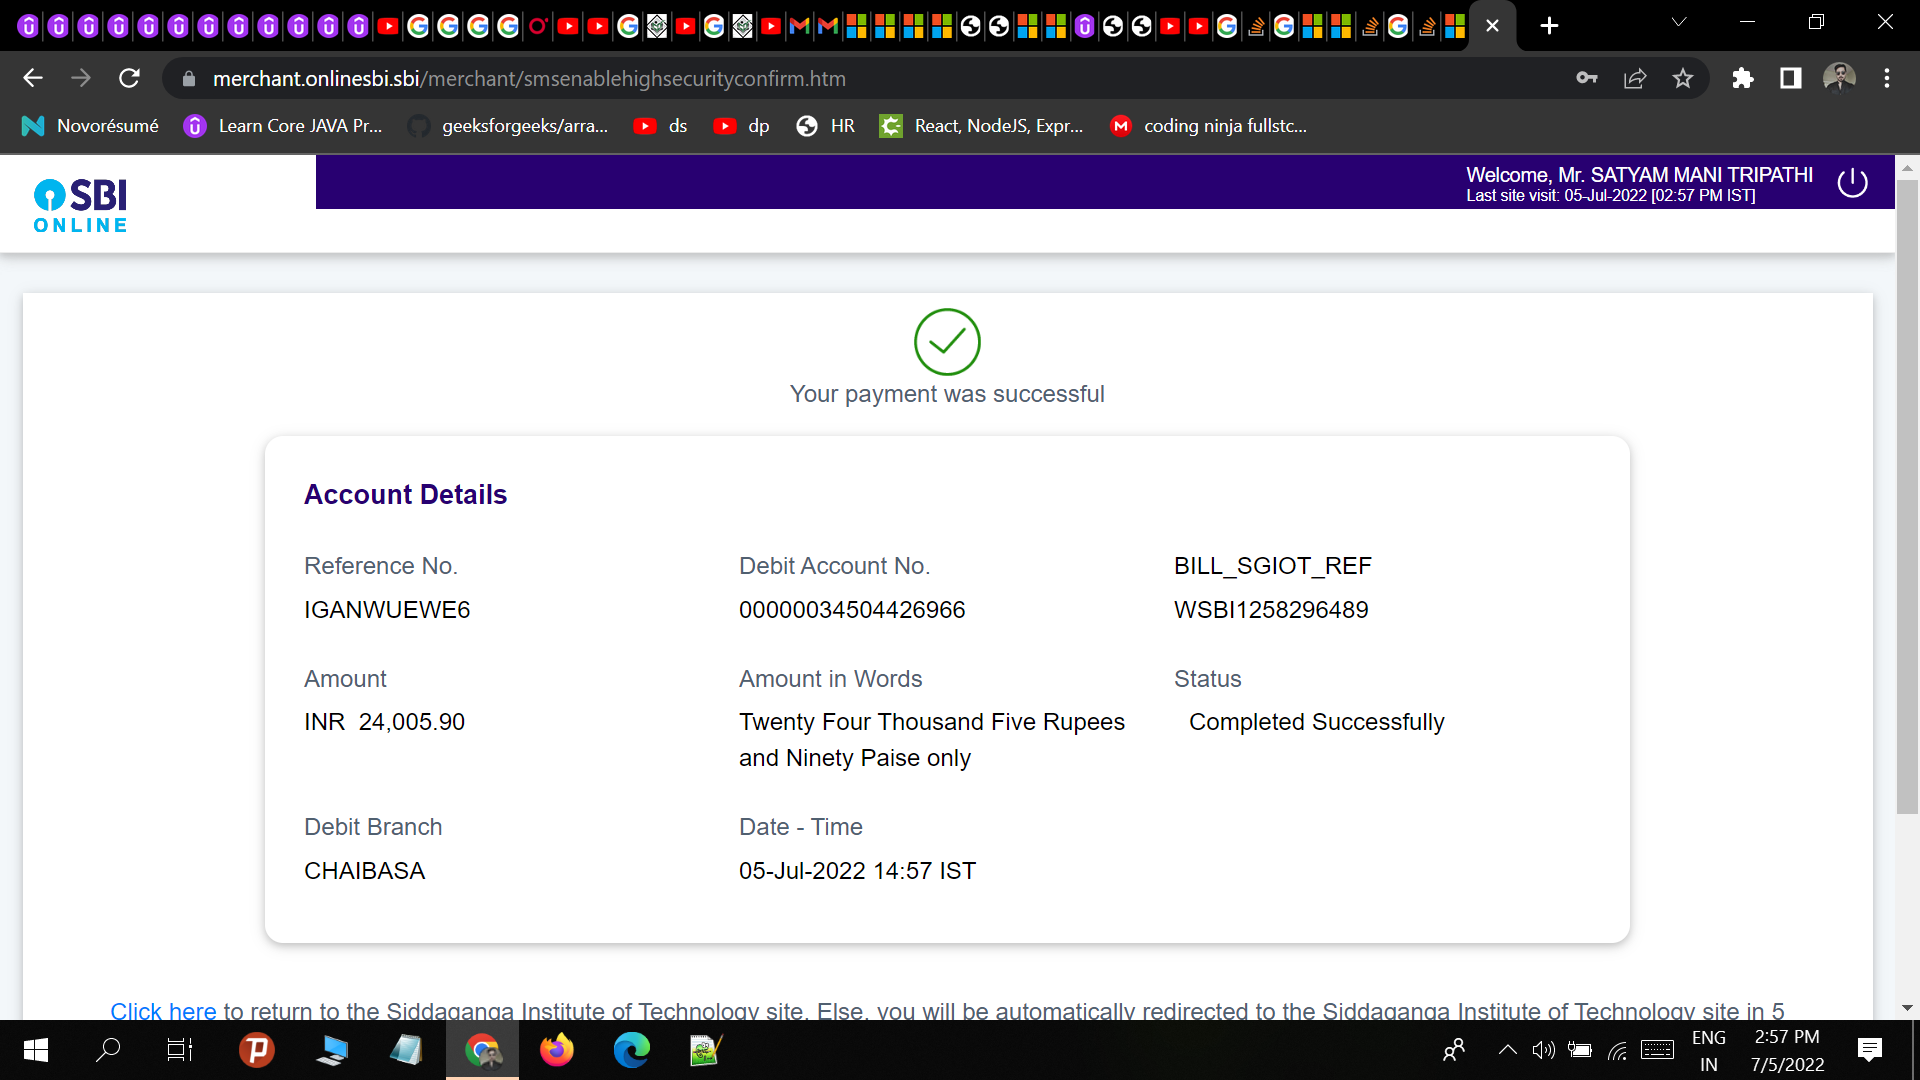 merchant.onlinesbi.sbi/merchant/smsenablehighsecurityconfirm.htm
Novorésumé Learn Core JAVA Pr... geeksforgeeks/arra... ds dp HR React, NodeJS, Expr... coding ninja fullstc...
SBI
ONLINE
Welcome, Mr. SATYAM MANI TRIPATHI
Last site visit: 05-Jul-2022 [02:57 PM IST]
Your payment was successful
Account Details
Reference No. Debit Account No. BILL_SGIOT_REF
IGANWUEWE6 00000034504426966 WSBI1258296489
Amount Amount in Words Status
INR 24,005.90 Twenty Four Thousand Five Rupees Completed Successfully
and Ninety Paise only
Debit Branch Date - Time
CHAIBASA 05-Jul-2022 14:57 IST
Click here to return to the Siddaganga Institute of Technology site. Else, you will be automatically redirected to the Siddaganga Institute of Technology site in 5
ENG 2:57 PM
IN 7/5/2022